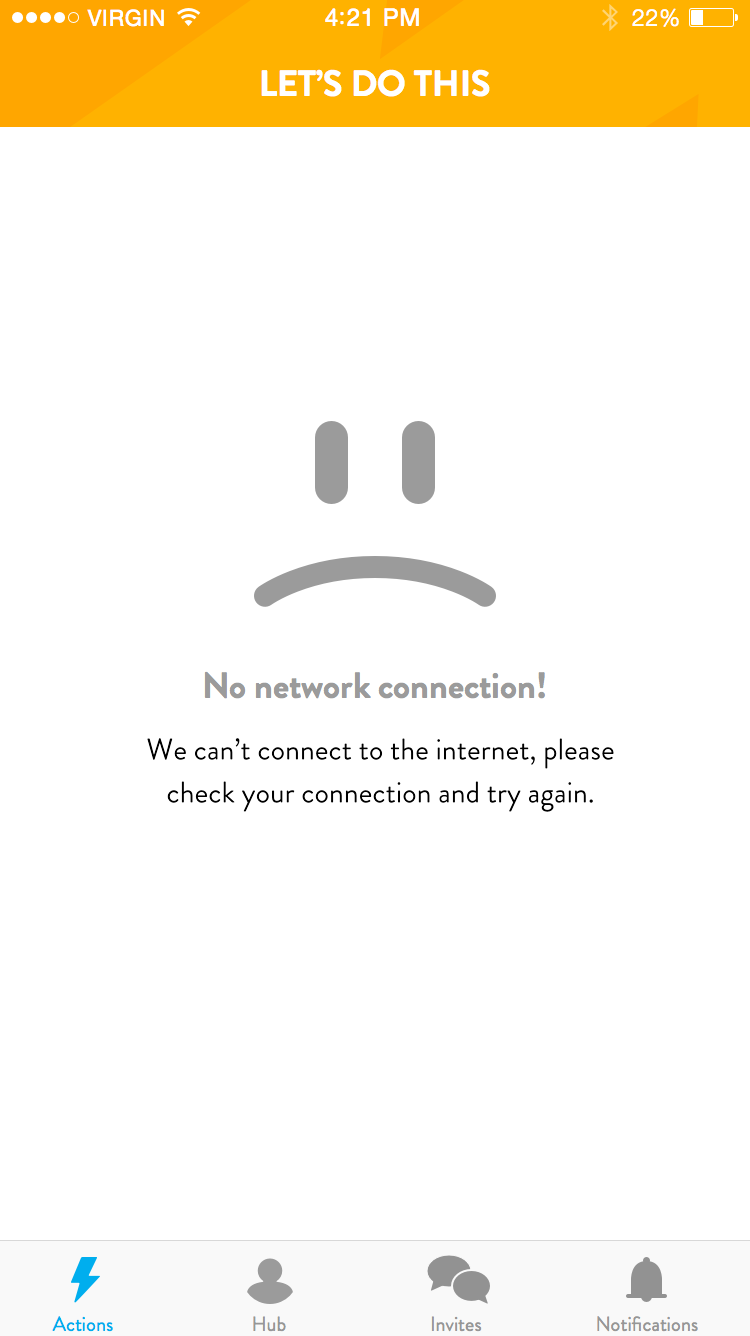 VIRGIN 4:21 PM 22%
LET’S DO THIS
No network connection!
We can’t connect to the internet, please
check your connection and try again.
Actions Hub Invites Notifications